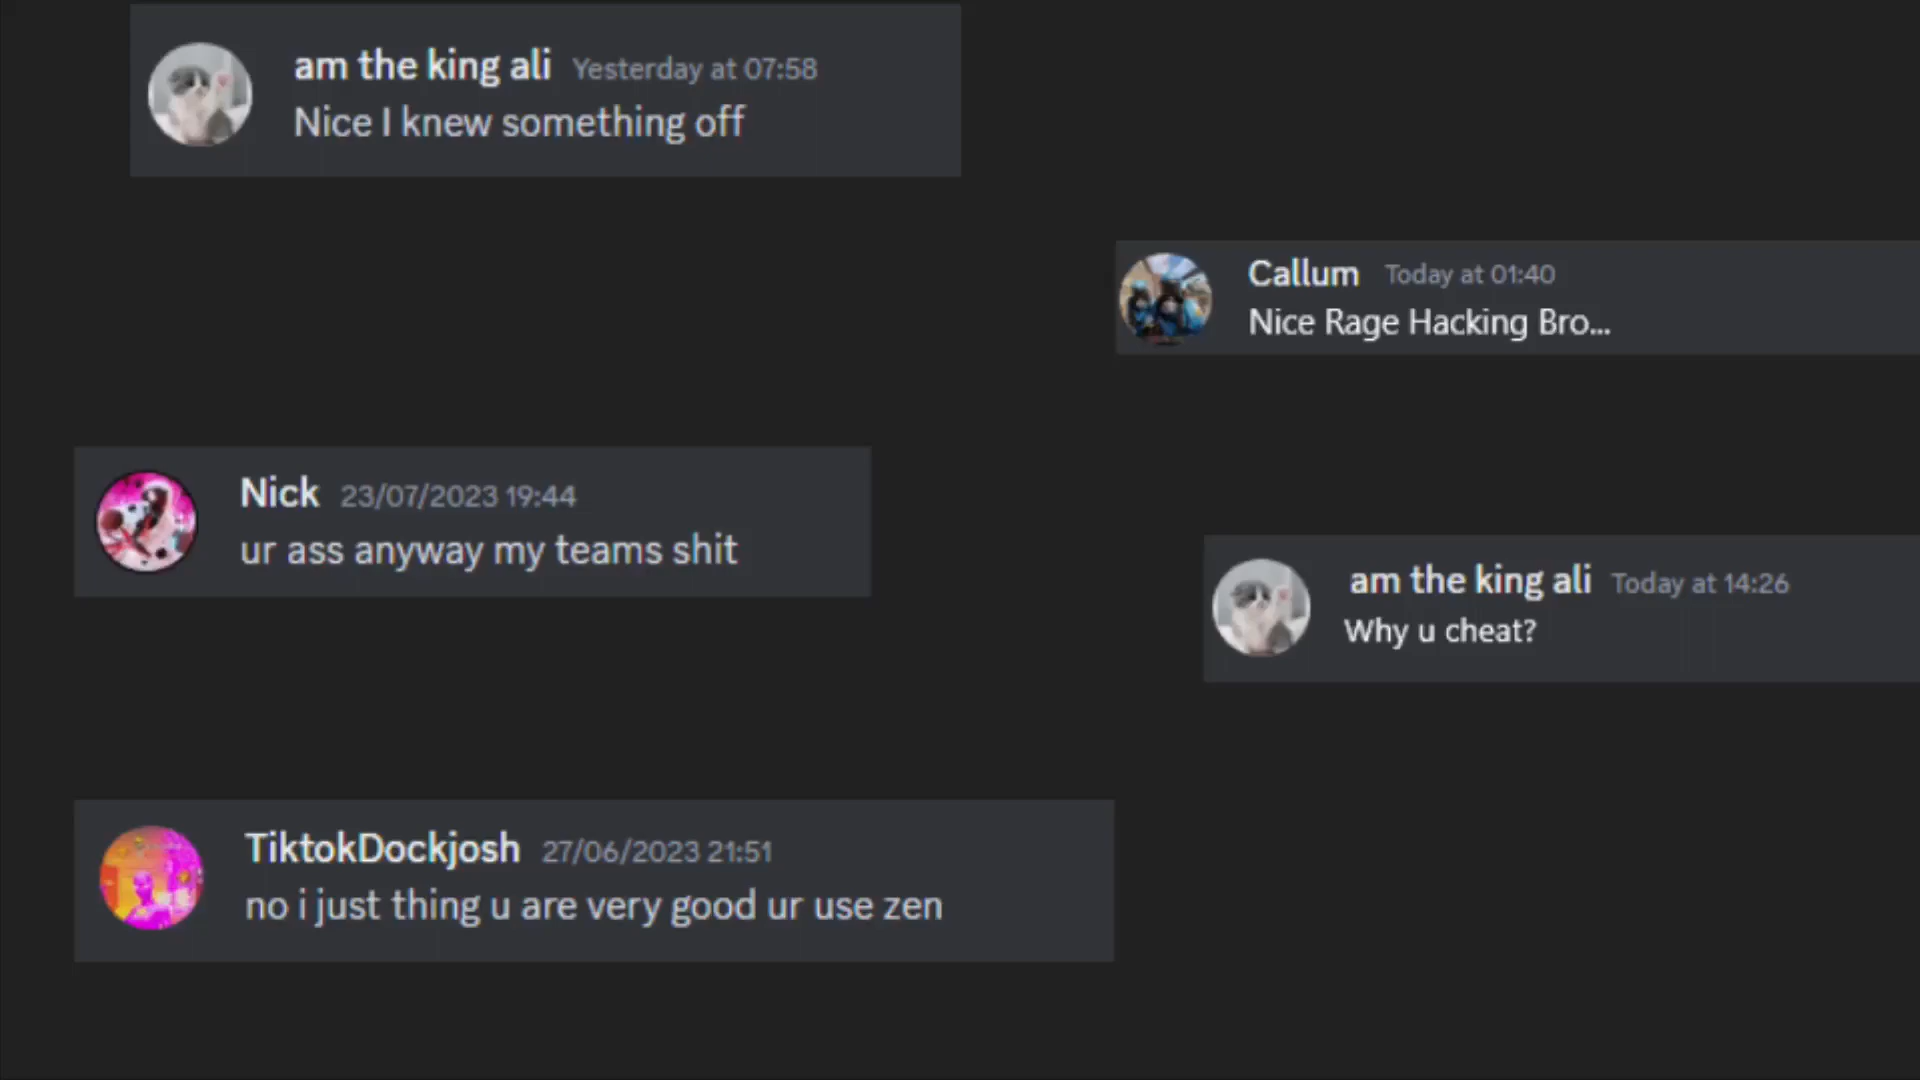 am the king ali Yesterday at 07:58
Nice I knew something off
Callum Today at 01:40
Nice Rage Hacking Bro...
Nick 23/07/2023 19:44
ur ass anyway my teams shit
am the king ali Today at 14:26
Why u cheat?
TiktokDockjosh 27/06/2023 21:51
no i just thing u are very good ur use zen